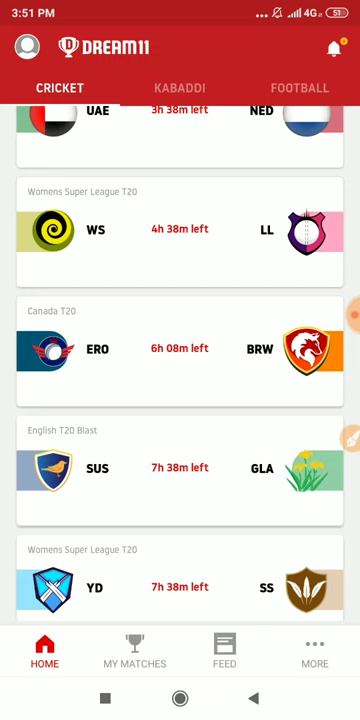 3:51 PM ... 4G 51
DREAM11
CRICKET KABADDI FOOTBALL
UAE 3h 38m left NED
Womens Super League T20
WS 4h 38m left LL
Canada T20
ERO 6h 08m left BRW
English T20 Blast
SUS 7h 38m left GLA
Womens Super League T20
YD 7h 38m left SS
HOME MY MATCHES FEED MORE